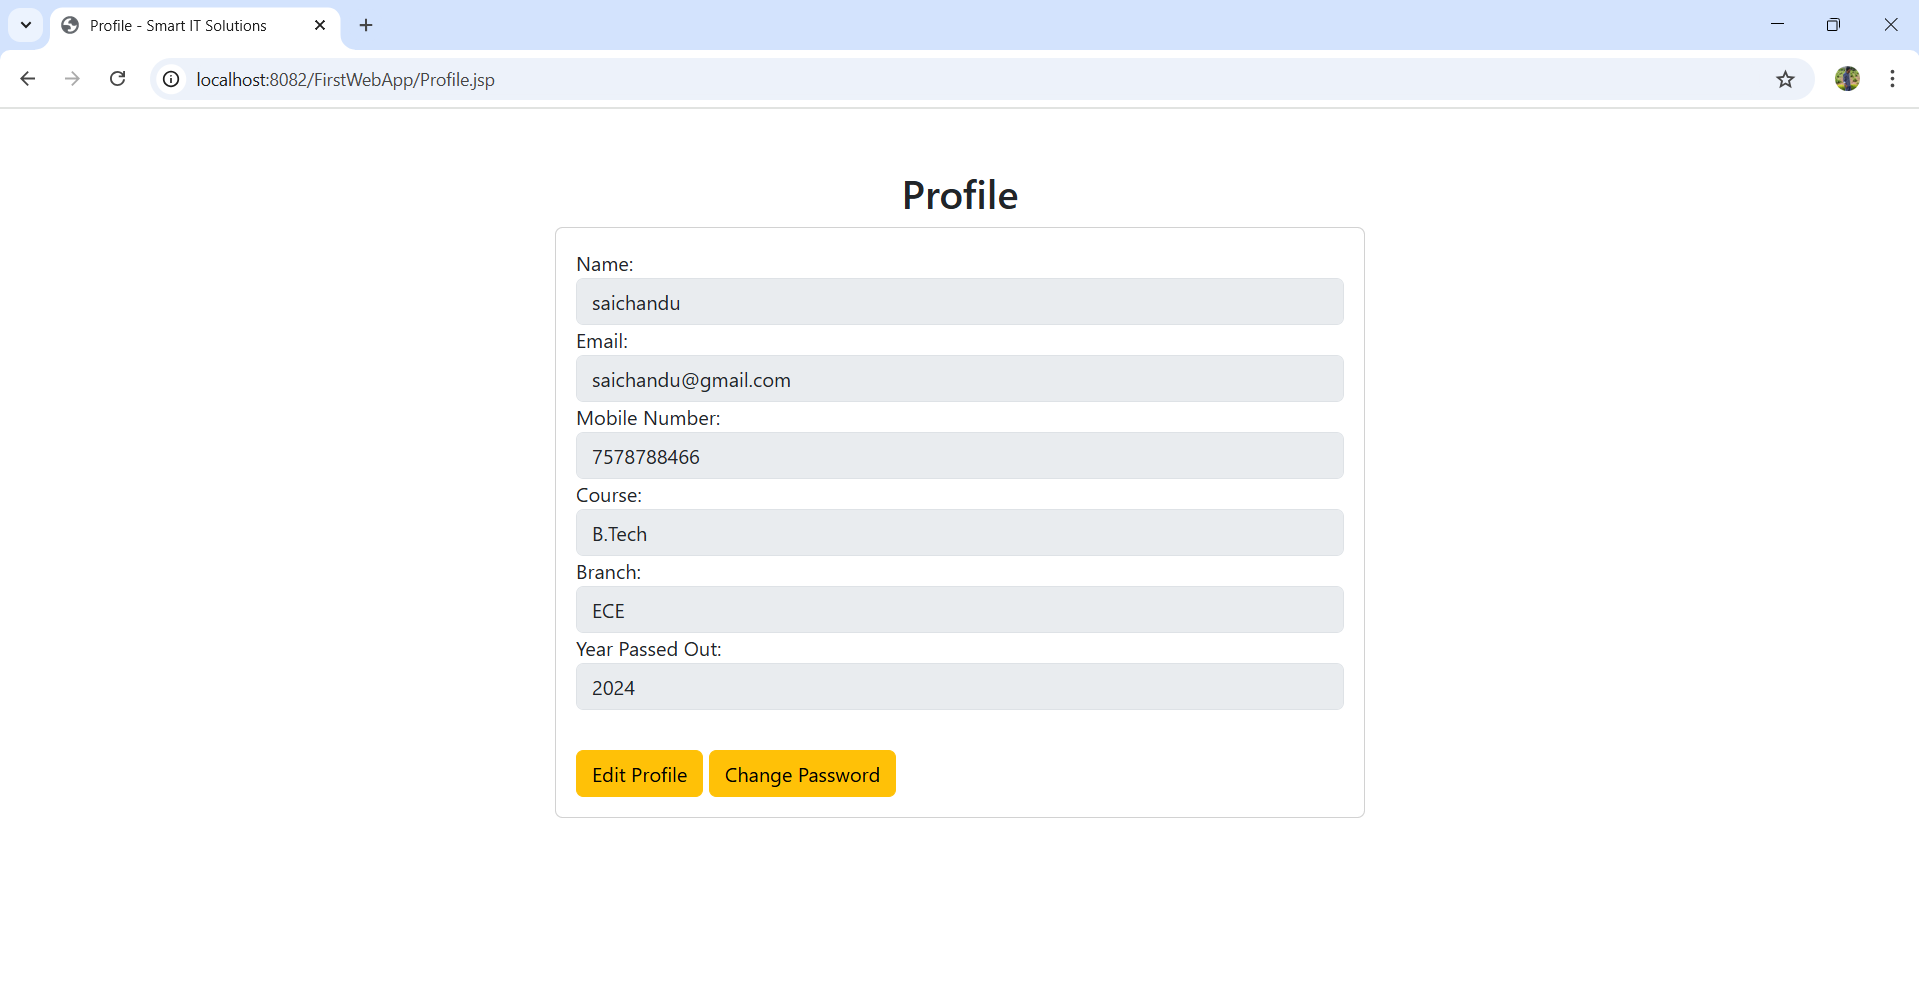 Profile - Smart IT Solutions
localhost:8082/FirstWebApp/Profile.jsp
Profile
Name:
saichandu
Email:
saichandu@gmail.com
Mobile Number:
7578788466
Course:
B.Tech
Branch:
ECE
Year Passed Out:
2024
Edit Profile Change Password